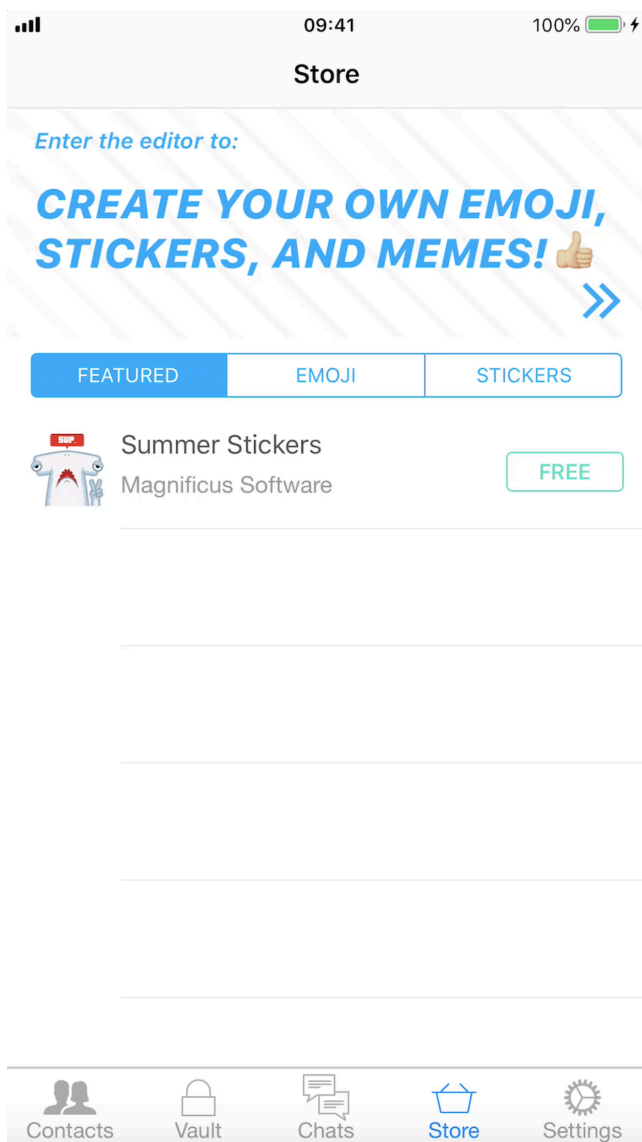 09:41
100%
Store
Enter the editor to:
CREATE YOUR OWN EMOJI,
STICKERS, AND MEMES!👍🏼
FEATURED
EMOJI
STICKERS
SUP.
Summer Stickers
Magnificus Software
FREE
Contacts
Vault
Chats
Store
Settings